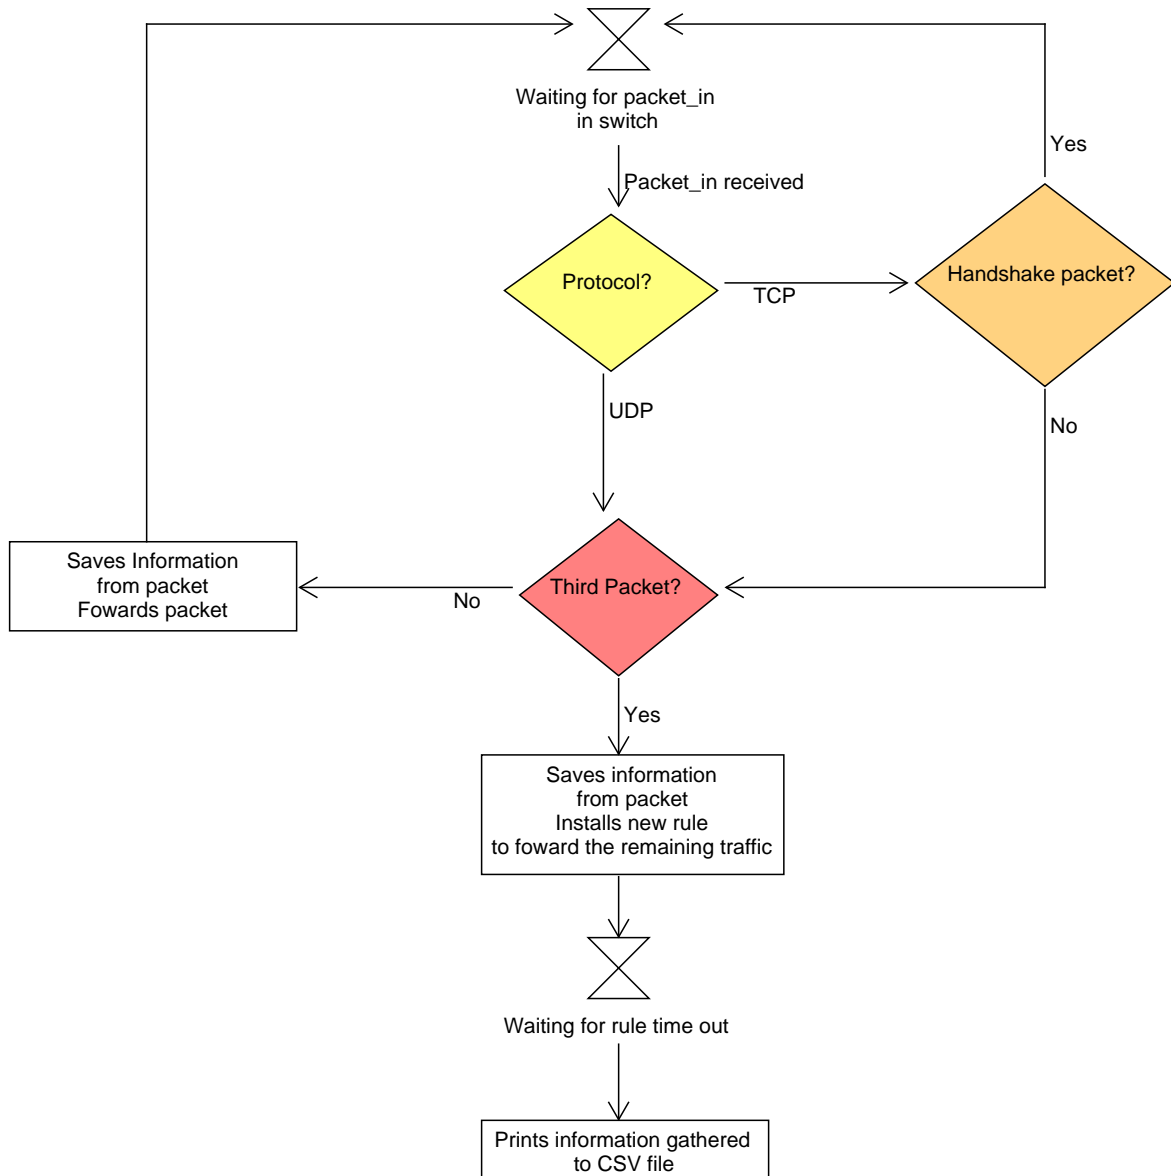 Waiting for packet_in
in switch
Yes
Packet_in received
Protocol?
TCP
Handshake packet?
UDP
No
Saves Information
from packet
Fowards packet
No
Third Packet?
Yes
Saves information
from packet
Installs new rule
to foward the remaining traffic
Waiting for rule time out
Prints information gathered
to CSV file